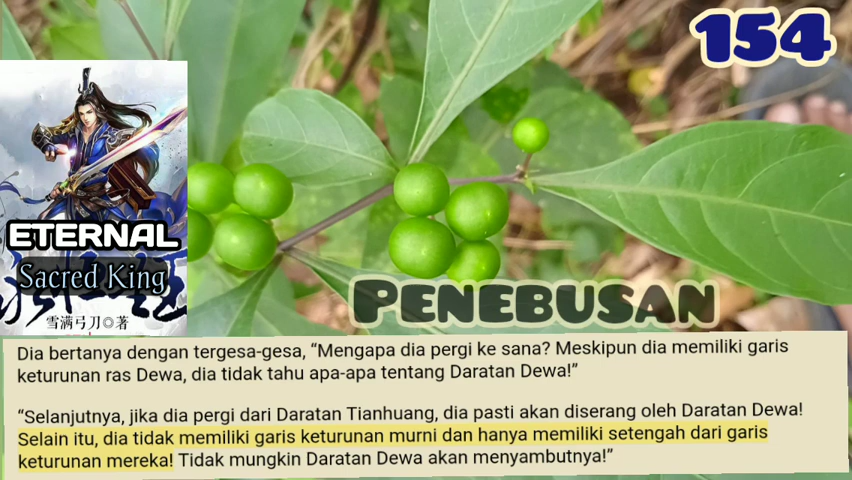 154
ETERNAL
Sacred King
雪满弓刀◎著
PENEBUSAN
Dia bertanya dengan tergesa-gesa, “Mengapa dia pergi ke sana? Meskipun dia memiliki garis
keturunan ras Dewa, dia tidak tahu apa-apa tentang Daratan Dewa!”
“Selanjutnya, jika dia pergi dari Daratan Tianhuang, dia pasti akan diserang oleh Daratan Dewa!
Selain itu, dia tidak memiliki garis keturunan murni dan hanya memiliki setengah dari garis
keturunan mereka! Tidak mungkin Daratan Dewa akan menyambutnya!”